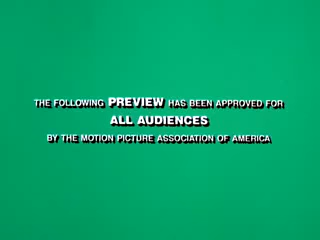 THE FOLLOWING PREVIEW HAS BEEN APPROVED FOR
ALL AUDIENCES
BY THE MOTION PICTURE ASSOCIATION OF AMERICA